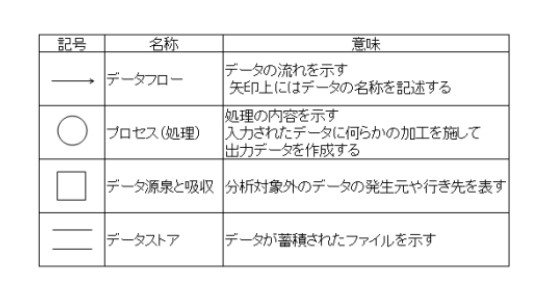 記号 名称 意味
データフロー
データの流れを示す
矢印上にはデータの名称を記述する
プロセス(処理)
処理の内容を示す
入力されたデータに何らかの加工を施して
出力データを作成する
データ源泉と吸収
分析対象外のデータの発生元や行き先を表す
データストア
データが蓄積されたファイルを示す